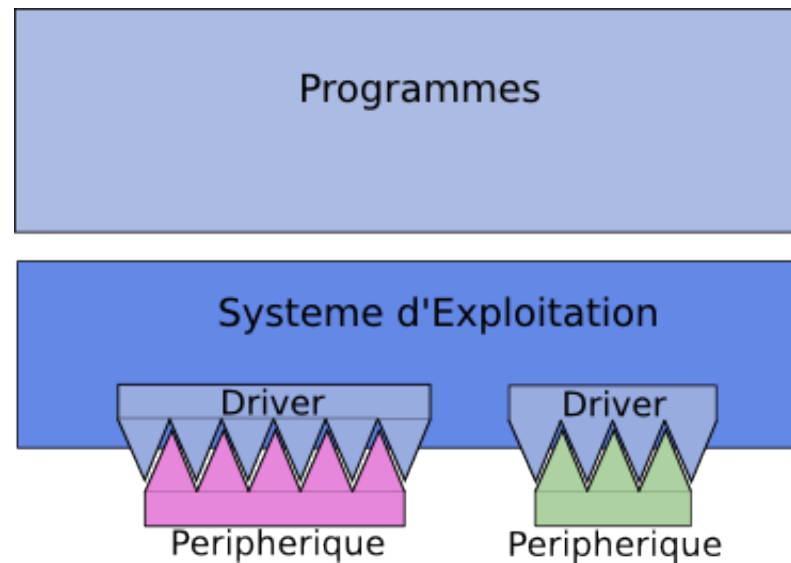 Programmes
Systeme d'Exploitation
Driver
Driver
Peripherique
Peripherique